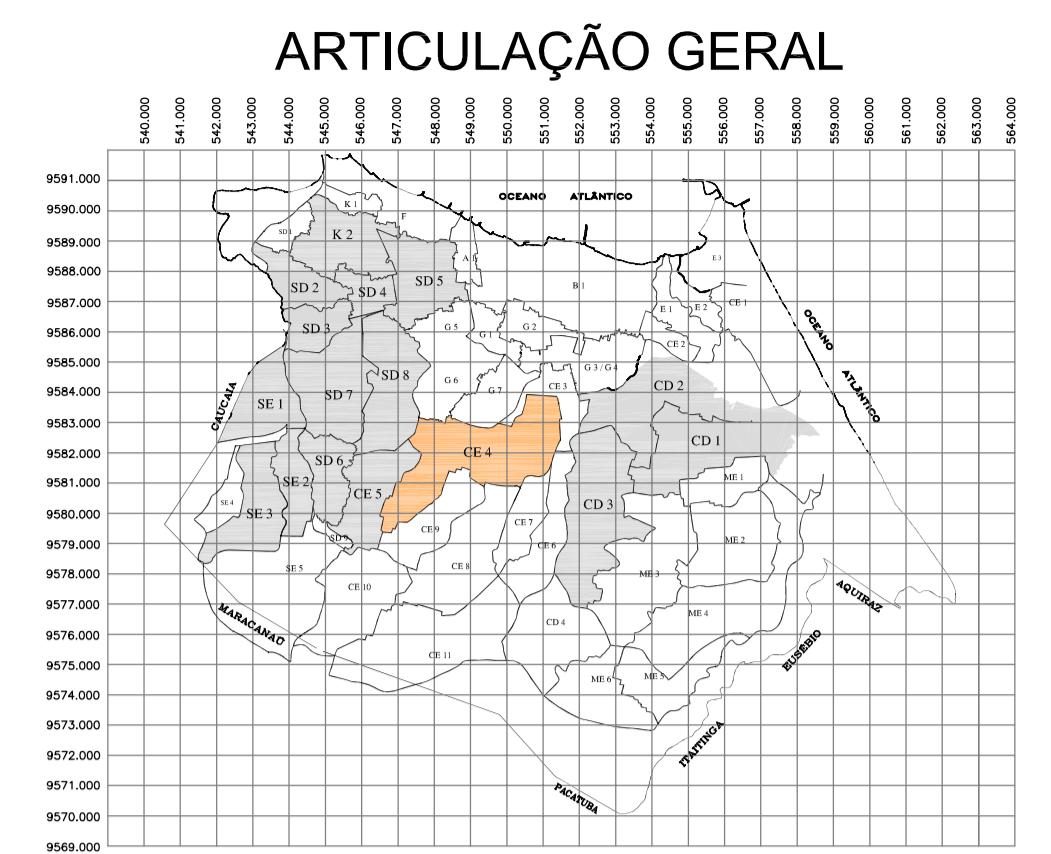 ARTICULAÇÃO GERAL
540.000 541.000 542.000 543.000 544.000 545.000 546.000 547.000 548.000 549.000 550.000 551.000 552.000 553.000 554.000 555.000 556.000 557.000 558.000 559.000 560.000 561.000 562.000 563.000 564.000
9591.000
9590.000
9589.000
9588.000
9587.000
9586.000
9585.000
9584.000
9583.000
9582.000
9581.000
9580.000
9579.000
9578.000
9577.000
9576.000
9575.000
9574.000
9573.000
9572.000
9571.000
9570.000
9569.000
OCEANO ATLÂNTICO
K 1
F
SD 1
K 2
A 1
E 3
SD 5
SD 2
SD 4
B 1
E 1
E 2
CE 1
SD 3
G 5
G 1
G 2
CE 2
OCEANO
ATLÂNTICO
SD 8
G 6
G 7
CE 3
G 3 / G 4
CD 2
CAUCAIA
SE 1
SD 7
CE 4
CD 1
SD 6
SE 2
CE 5
ME 1
SE 4
SE 3
CD 3
CE 9
CE 7
SD 9
CE 6
ME 2
SE 5
CE 10
CE 8
ME 3
AQUIRAZ
MARACANAÚ
CD 4
ME 4
EUSÉBIO
CE 11
ME 6
ME 5
ITAITINGA
PACATUBA